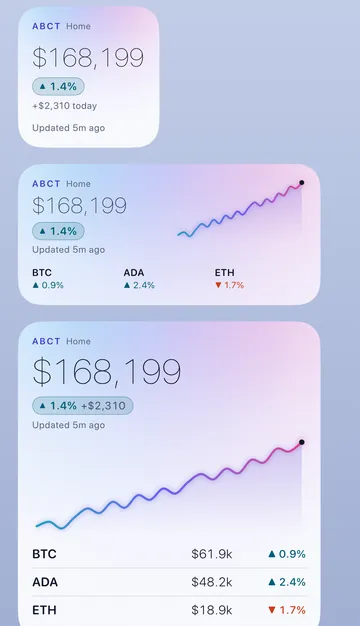 ABCT Home
$168,199
▲ 1.4%
+$2,310 today
Updated 5m ago
ABCT Home
$168,199
▲ 1.4%
Updated 5m ago
BTC ADA ETH
▲ 0.9% ▲ 2.4% ▼ 1.7%
ABCT Home
$168,199
▲ 1.4% +$2,310
Updated 5m ago
BTC $61.9k ▲ 0.9%
ADA $48.2k ▲ 2.4%
ETH $18.9k ▼ 1.7%